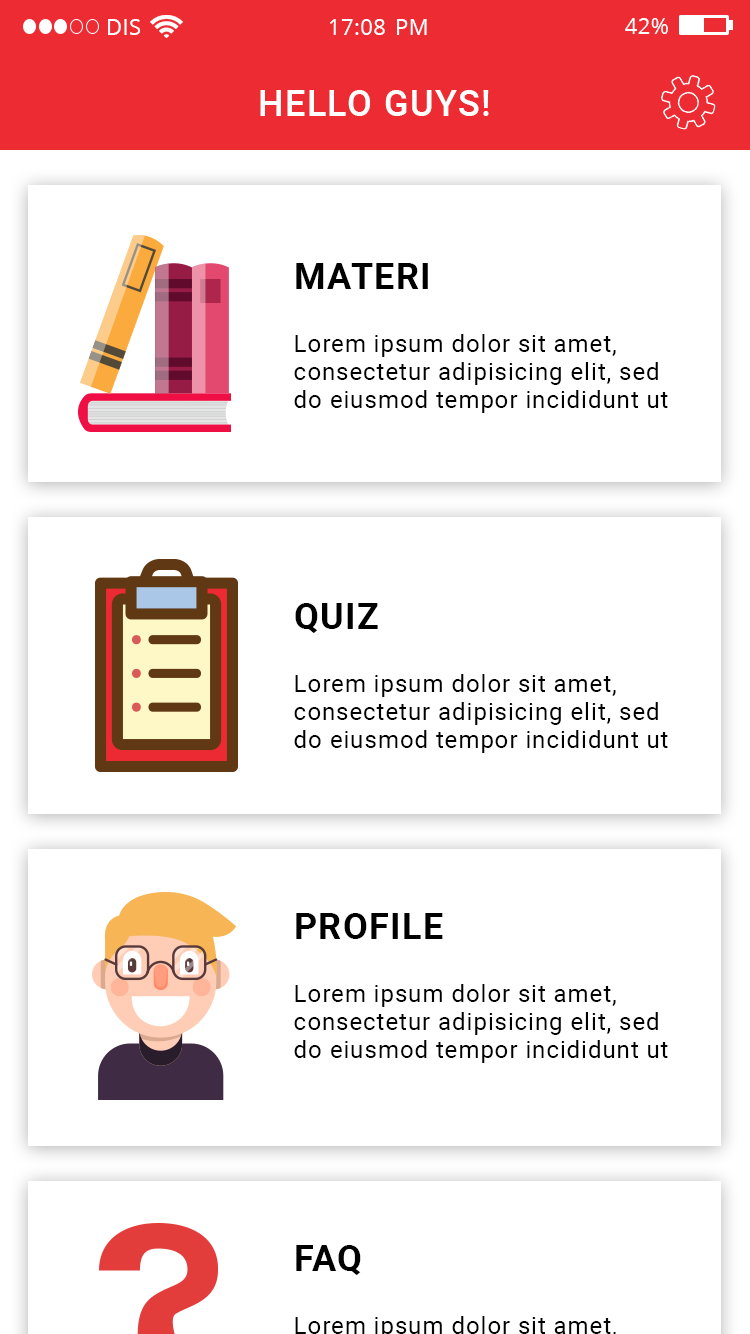 DIS 17:08 PM 42%
HELLO GUYS!
MATERI
Lorem ipsum dolor sit amet,
consectetur adipisicing elit, sed
do eiusmod tempor incididunt ut
QUIZ
Lorem ipsum dolor sit amet,
consectetur adipisicing elit, sed
do eiusmod tempor incididunt ut
PROFILE
Lorem ipsum dolor sit amet,
consectetur adipisicing elit, sed
do eiusmod tempor incididunt ut
?
FAQ
Lorem ipsum dolor sit amet,